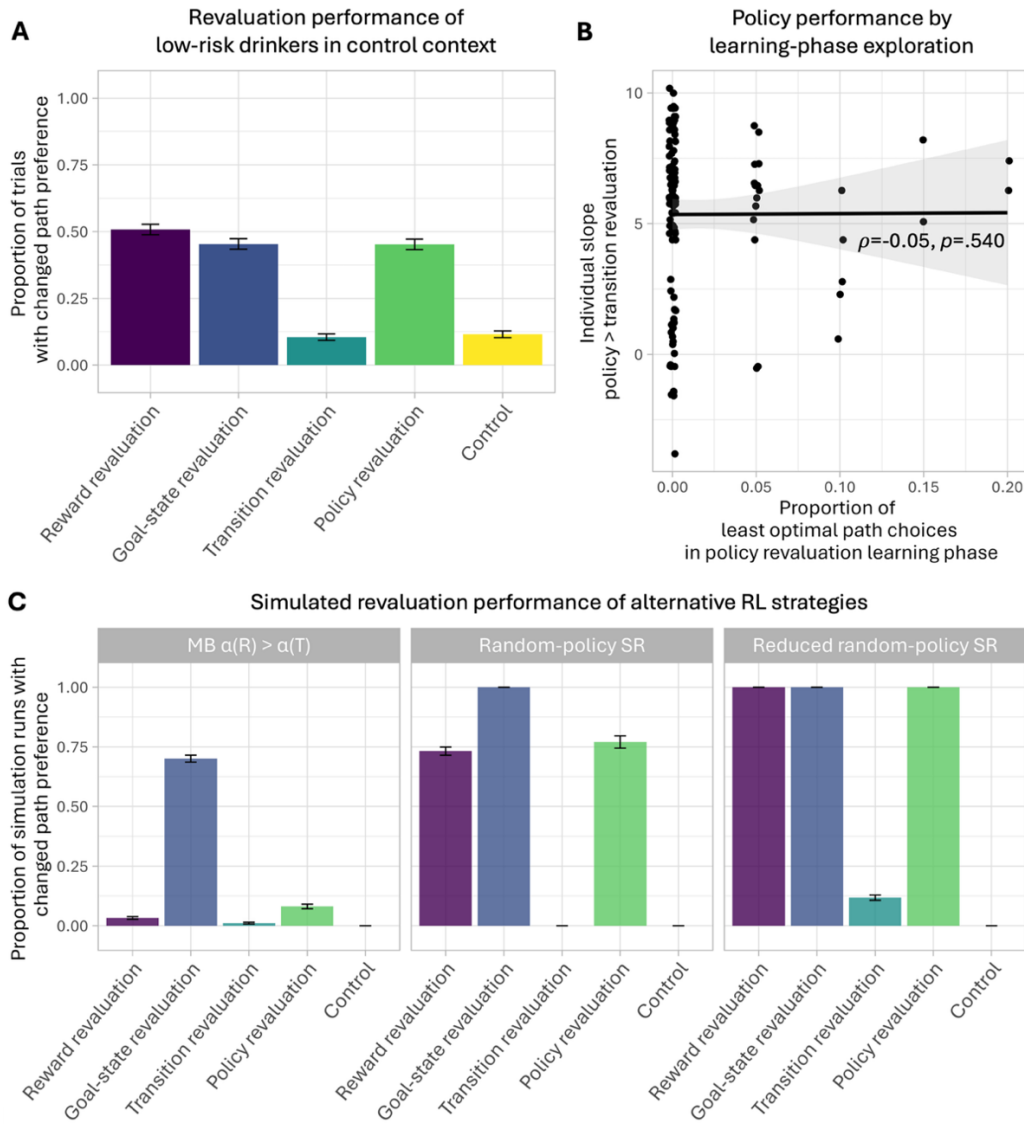 A
Revaluation performance of
low-risk drinkers in control context
Proportion of trials
with changed path preference
1.00
0.75
0.50
0.25
0.00
Reward revaluation
Goal-state revaluation
Transition revaluation
Policy revaluation
Control
B
Policy performance by
learning-phase exploration
Individual slope
policy > transition revaluation
10
5
0
ρ=-0.05, p=.540
0.00
0.05
0.10
0.15
0.20
Proportion of
least optimal path choices
in policy revaluation learning phase
C
Simulated revaluation performance of alternative RL strategies
Proportion of simulation runs with
changed path preference
MB α(R) > α(T)
Random-policy SR
Reduced random-policy SR
1.00
0.75
0.50
0.25
0.00
Reward revaluation
Goal-state revaluation
Transition revaluation
Policy revaluation
Control
Reward revaluation
Goal-state revaluation
Transition revaluation
Policy revaluation
Control
Reward revaluation
Goal-state revaluation
Transition revaluation
Policy revaluation
Control